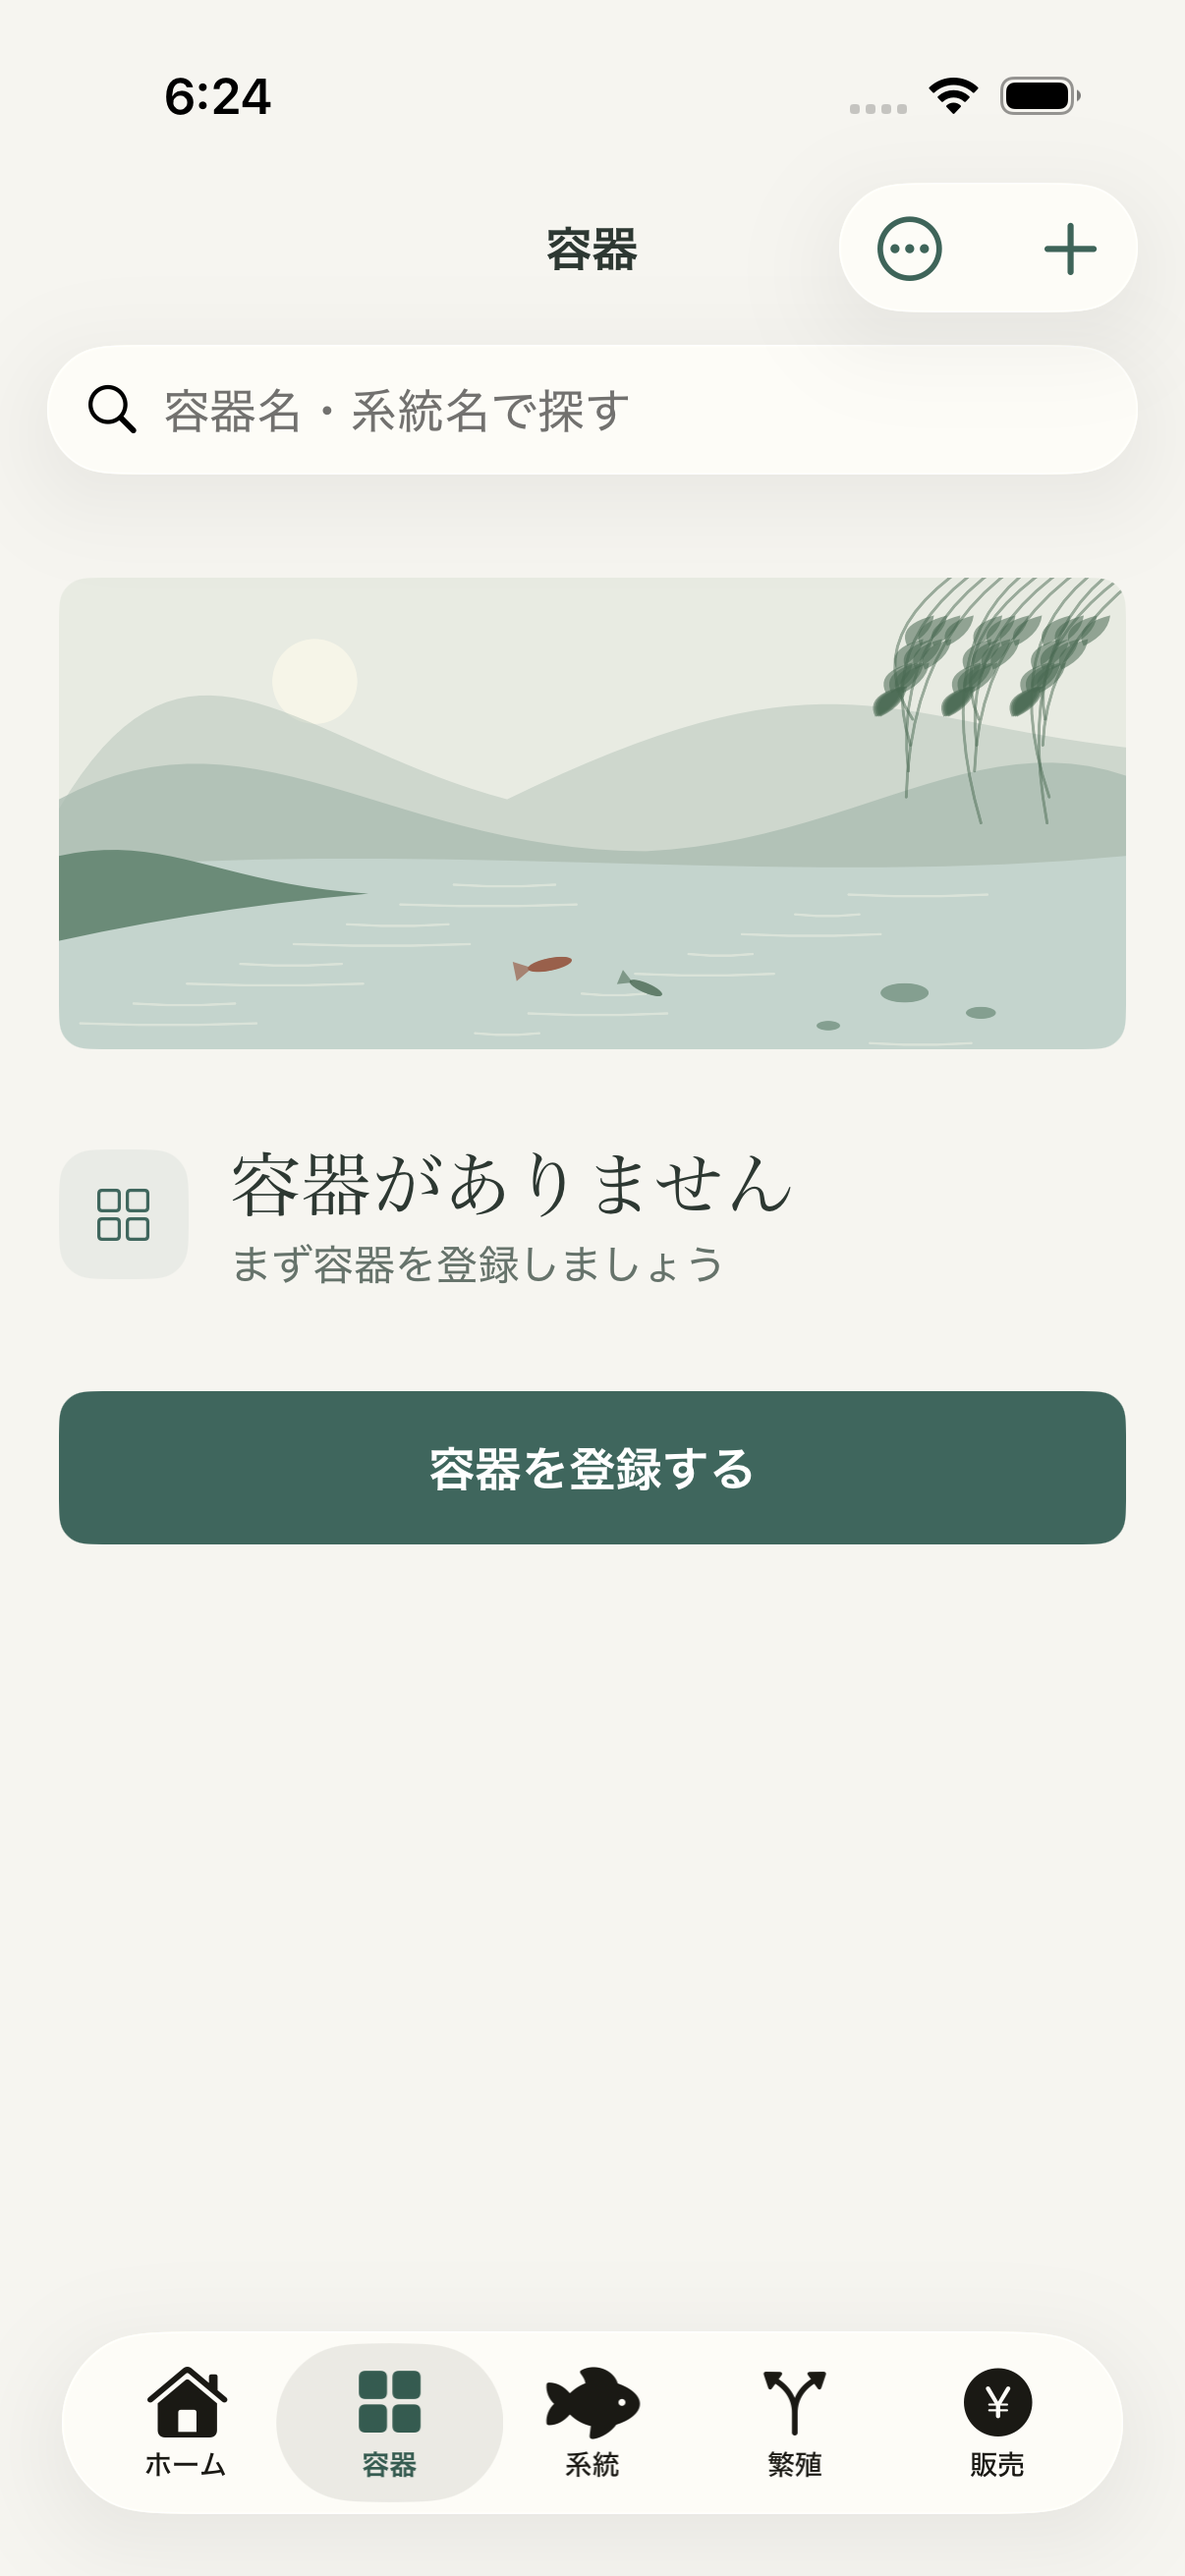 6:24
容器
容器名・系統名で探す
容器がありません
まず容器を登録しましょう
容器を登録する
ホーム
容器
系統
繁殖
¥
販売